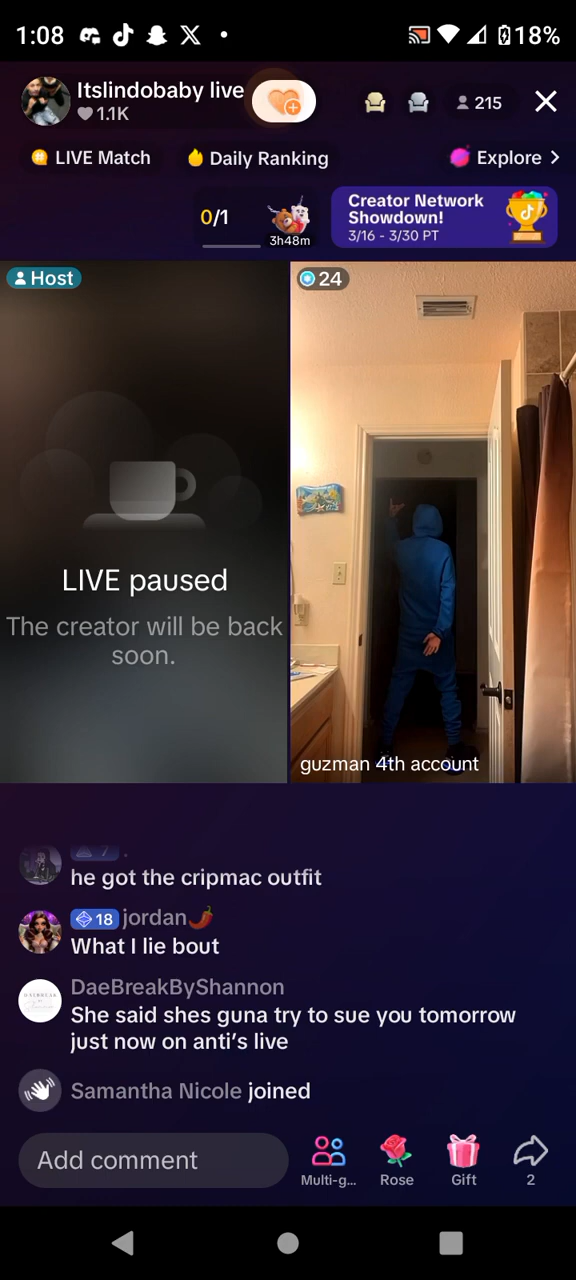 1:08
18%
Itslindobaby live
1.1K
215
LIVE Match
Daily Ranking
Explore >
0/1
3h48m
Creator Network
Showdown!
3/16 - 3/30 PT
Host
24
LIVE paused
The creator will be back
soon.
guzman 4th account
he got the cripmac outfit
18 jordan🌶️
What I lie bout
DaeBreakByShannon
She said shes guna try to sue you tomorrow
just now on anti’s live
Samantha Nicole joined
Add comment
Multi-g...
Rose
Gift
2